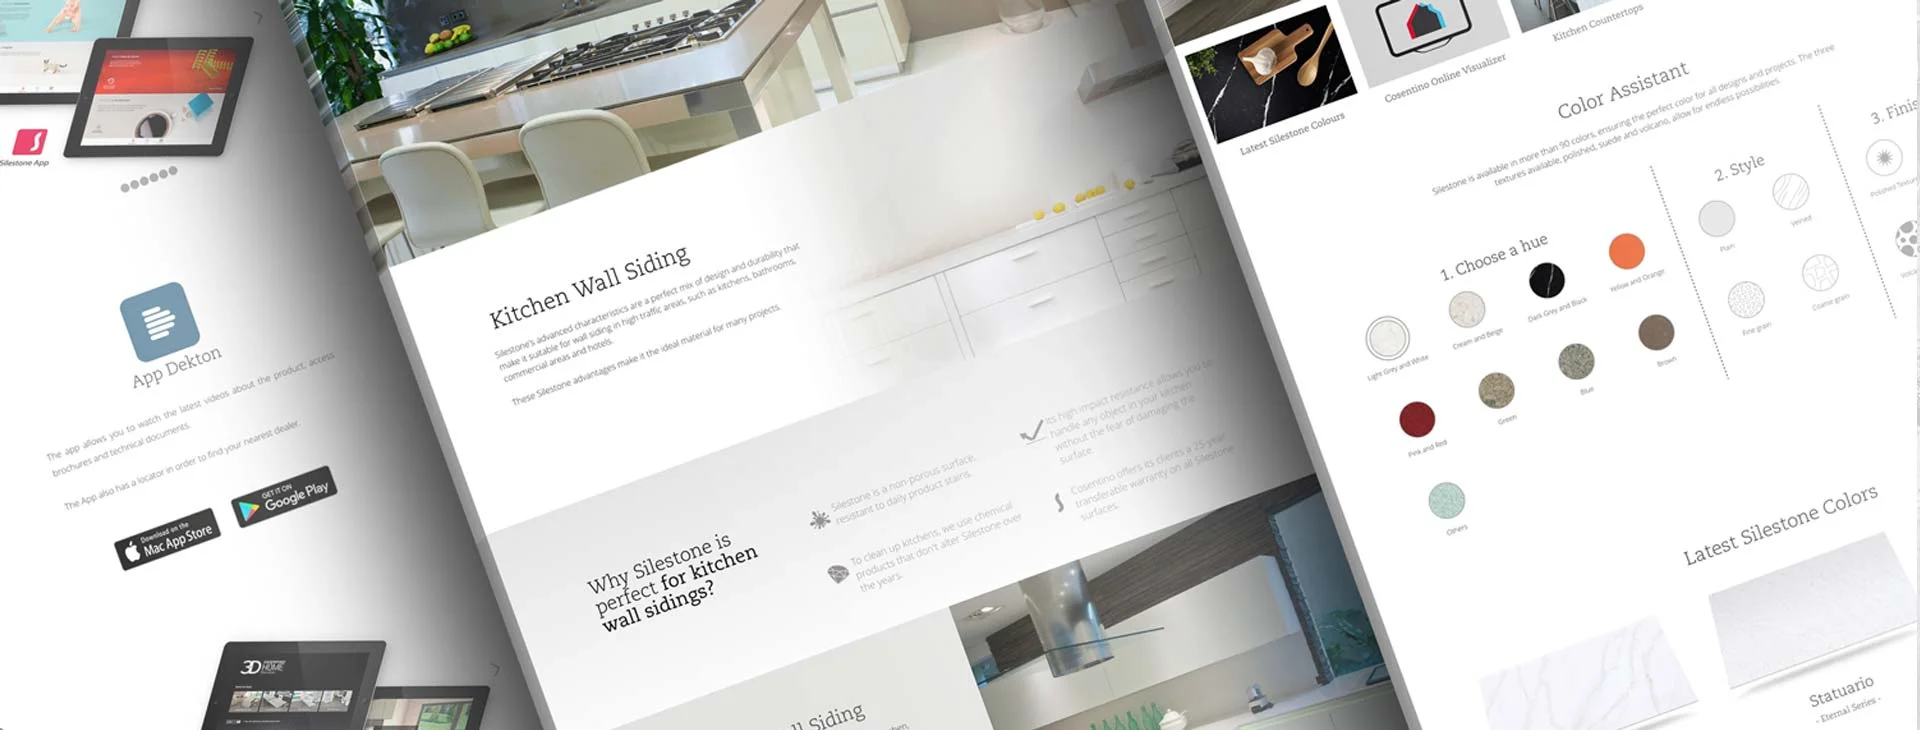 Silestone App
App Dekton
The app allows you to watch the latest videos about the product, access
brochures and technical documents.
The App also has a locator in order to find your nearest dealer.
Download on the
Mac App Store
GET IT ON
Google Play
3D
HOME
Kitchen Wall Siding
Silestone's advanced characteristics are a perfect mix of design and durability that
make it suitable for wall siding in high traffic areas, such as kitchens, bathrooms,
commercial areas and hotels.
These Silestone advantages make it the ideal material for many projects.
Why Silestone is
perfect for kitchen
wall sidings?
Silestone is a non-porous surface,
resistant to daily product stains.
To clean up kitchens, we use chemical
products that don't alter Silestone over
the years.
Its high impact resistance allows you to
handle any object in your kitchen
without the fear of damaging the
surface.
Cosentino offers its clients a 25-year
transferable warranty on all Silestone
surfaces.
ll Siding
Latest Silestone Colours
Cosentino Online Visualizer
Kitchen Countertops
Color Assistant
Silestone is available in more than 90 colors, ensuring the perfect color for all designs and projects. The three
textures available, polished, suede and volcano, allow for endless possibilities.
1. Choose a hue
Light Grey and White
Cream and Beige
Dark Grey and Black
Yellow and Orange
Pink and Red
Green
Blue
Brown
Others
2. Style
Plain
Veined
Fine grain
Coarse grain
3. Finis
Polished Textur
Volca
Latest Silestone Colors
Statuario
- Eternal Series -